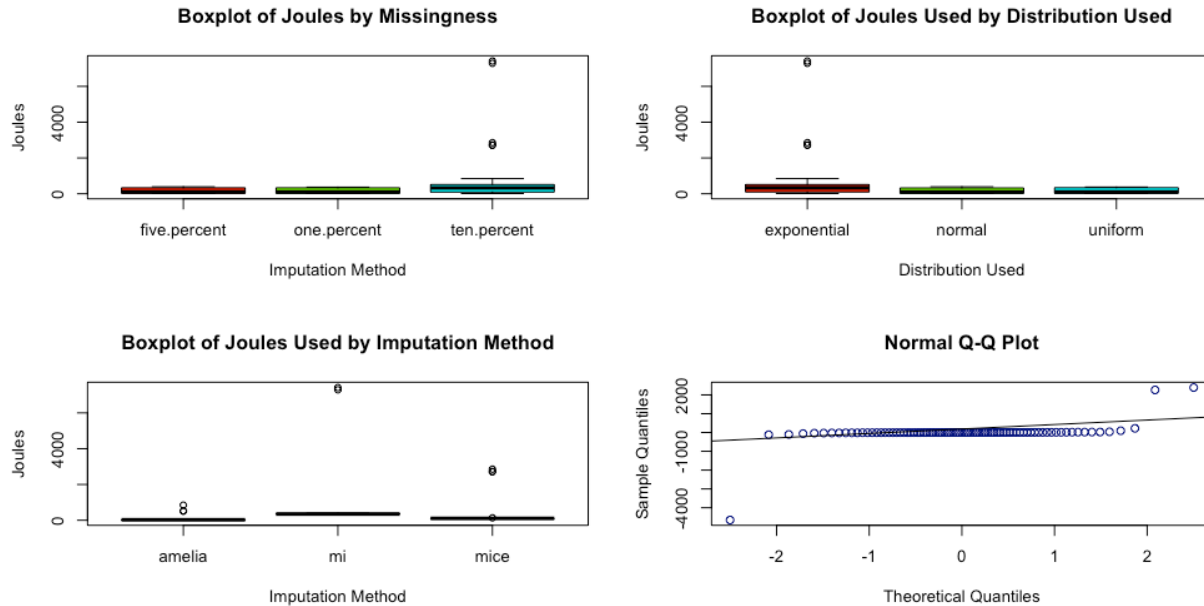 Boxplot of Joules by Missingness
Joules
4000
0
five.percent one.percent ten.percent
Imputation Method
Boxplot of Joules Used by Distribution Used
Joules
4000
0
exponential normal uniform
Distribution Used
Boxplot of Joules Used by Imputation Method
Joules
4000
0
amelia mi mice
Imputation Method
Normal Q-Q Plot
Sample Quantiles
2000
-1000
-4000
-2 -1 0 1 2
Theoretical Quantiles